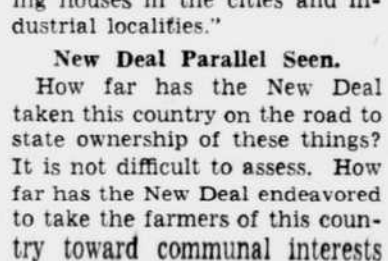 ing houses in the cities and in-
dustrial localities."
New Deal Parallel Seen.
How far has the New Deal
taken this country on the road to
state ownership of these things?
It is not difficult to assess. How
far has the New Deal endeavored
to take the farmers of this coun-
try toward communal interests